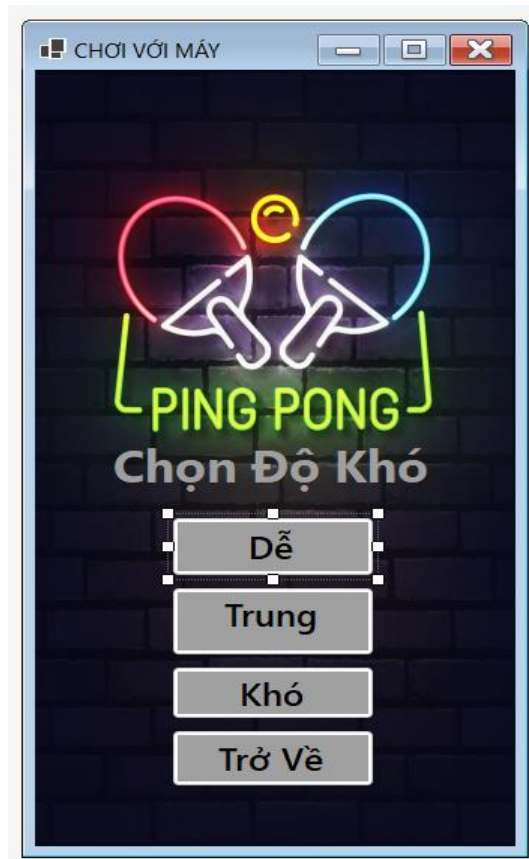 CHƠI VỚI MÁY
PING PONG
Chọn Độ Khó
Dễ
Trung
Khó
Trở Về